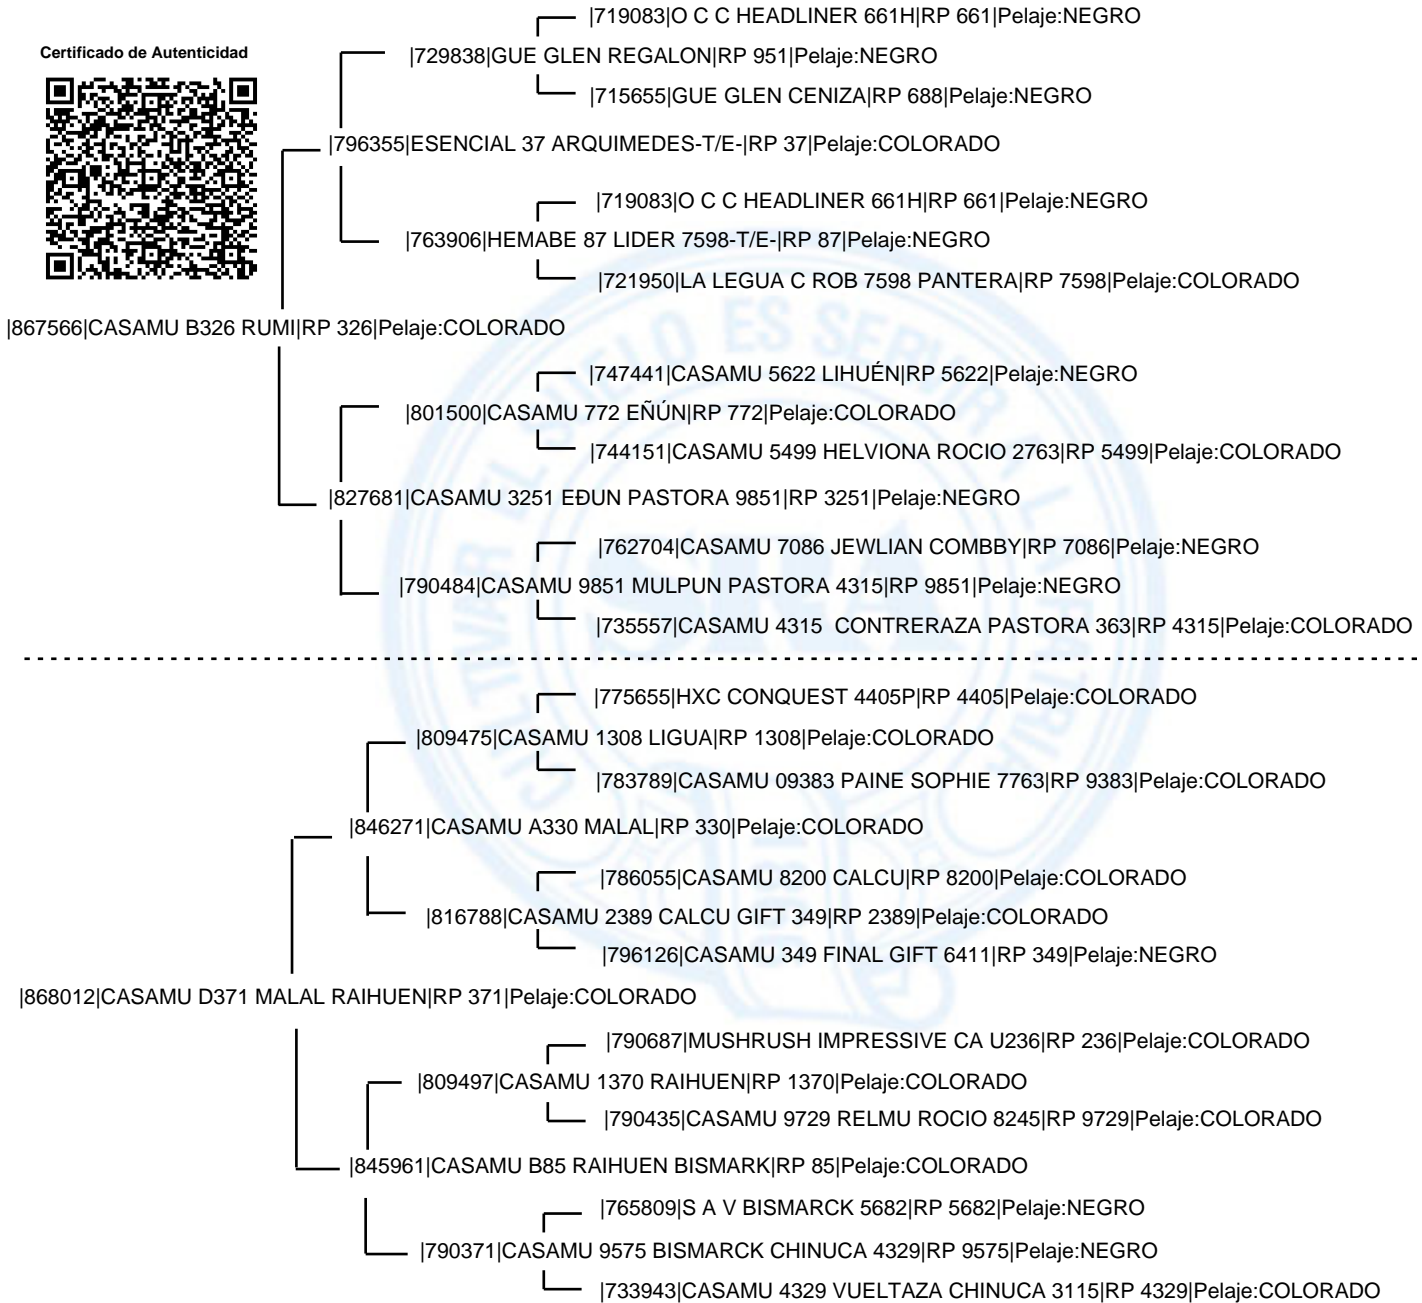 |719083|O C C HEADLINER 661H|RP 661|Pelaje:NEGRO
Certificado de Autenticidad
|729838|GUE GLEN REGALON|RP 951|Pelaje:NEGRO
|715655|GUE GLEN CENIZA|RP 688|Pelaje:NEGRO
|796355|ESENCIAL 37 ARQUIMEDES-T/E-|RP 37|Pelaje:COLORADO
|719083|O C C HEADLINER 661H|RP 661|Pelaje:NEGRO
|763906|HEMABE 87 LIDER 7598-T/E-|RP 87|Pelaje:NEGRO
|721950|LA LEGUA C ROB 7598 PANTERA|RP 7598|Pelaje:COLORADO
|867566|CASAMU B326 RUMI|RP 326|Pelaje:COLORADO
|747441|CASAMU 5622 LIHUÉN|RP 5622|Pelaje:NEGRO
|801500|CASAMU 772 EÑÚN|RP 772|Pelaje:COLORADO
|744151|CASAMU 5499 HELVIONA ROCIO 2763|RP 5499|Pelaje:COLORADO
|827681|CASAMU 3251 EÐUN PASTORA 9851|RP 3251|Pelaje:NEGRO
|762704|CASAMU 7086 JEWLIAN COMBBY|RP 7086|Pelaje:NEGRO
|790484|CASAMU 9851 MULPUN PASTORA 4315|RP 9851|Pelaje:NEGRO
|735557|CASAMU 4315  CONTRERAZA PASTORA 363|RP 4315|Pelaje:COLORADO
|775655|HXC CONQUEST 4405P|RP 4405|Pelaje:COLORADO
|809475|CASAMU 1308 LIGUA|RP 1308|Pelaje:COLORADO
|783789|CASAMU 09383 PAINE SOPHIE 7763|RP 9383|Pelaje:COLORADO
|846271|CASAMU A330 MALAL|RP 330|Pelaje:COLORADO
|786055|CASAMU 8200 CALCU|RP 8200|Pelaje:COLORADO
|816788|CASAMU 2389 CALCU GIFT 349|RP 2389|Pelaje:COLORADO
|796126|CASAMU 349 FINAL GIFT 6411|RP 349|Pelaje:NEGRO
|868012|CASAMU D371 MALAL RAIHUEN|RP 371|Pelaje:COLORADO
|790687|MUSHRUSH IMPRESSIVE CA U236|RP 236|Pelaje:COLORADO
|809497|CASAMU 1370 RAIHUEN|RP 1370|Pelaje:COLORADO
|790435|CASAMU 9729 RELMU ROCIO 8245|RP 9729|Pelaje:COLORADO
|845961|CASAMU B85 RAIHUEN BISMARK|RP 85|Pelaje:COLORADO
|765809|S A V BISMARCK 5682|RP 5682|Pelaje:NEGRO
|790371|CASAMU 9575 BISMARCK CHINUCA 4329|RP 9575|Pelaje:NEGRO
|733943|CASAMU 4329 VUELTAZA CHINUCA 3115|RP 4329|Pelaje:COLORADO
CULTIVAR EL SUELO ES SERVIR A LA PATRIA
SRA
1866